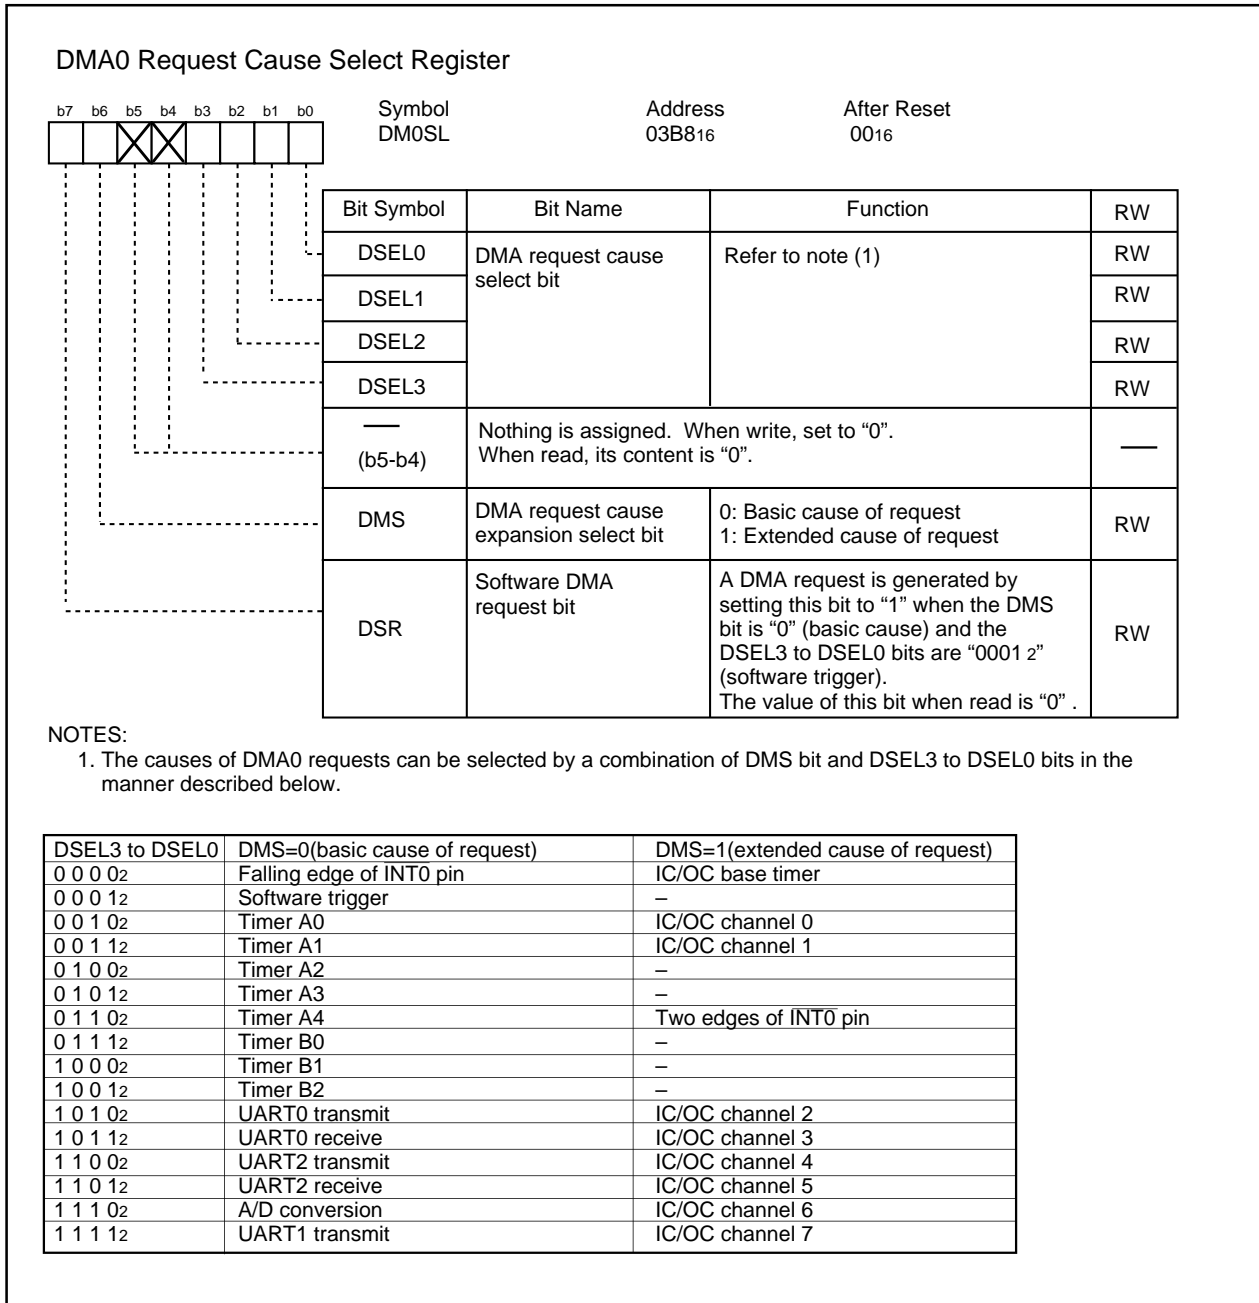 DMA0 Request Cause Select Register
b7 b6 b5 b4 b3 b2 b1 b0
Symbol Address After Reset
DM0SL 03B816 0016
Bit Symbol Bit Name Function RW
DSEL0 DMA request cause select bit Refer to note (1) RW
DSEL1 RW
DSEL2 RW
DSEL3 RW
— (b5-b4) Nothing is assigned. When write, set to “0”. —
When read, its content is “0”.
DMS DMA request cause expansion select bit 0: Basic cause of request RW
1: Extended cause of request
DSR Software DMA request bit A DMA request is generated by RW
setting this bit to “1” when the DMS
bit is “0” (basic cause) and the
DSEL3 to DSEL0 bits are “0001 2”
(software trigger).
The value of this bit when read is “0” .
NOTES:
1. The causes of DMA0 requests can be selected by a combination of DMS bit and DSEL3 to DSEL0 bits in the
manner described below.
DSEL3 to DSEL0 DMS=0(basic cause of request) DMS=1(extended cause of request)
0 0 0 02 Falling edge of INT0 pin IC/OC base timer
0 0 0 12 Software trigger –
0 0 1 02 Timer A0 IC/OC channel 0
0 0 1 12 Timer A1 IC/OC channel 1
0 1 0 02 Timer A2 –
0 1 0 12 Timer A3 –
0 1 1 02 Timer A4 Two edges of INT0 pin
0 1 1 12 Timer B0 –
1 0 0 02 Timer B1 –
1 0 0 12 Timer B2 –
1 0 1 02 UART0 transmit IC/OC channel 2
1 0 1 12 UART0 receive IC/OC channel 3
1 1 0 02 UART2 transmit IC/OC channel 4
1 1 0 12 UART2 receive IC/OC channel 5
1 1 1 02 A/D conversion IC/OC channel 6
1 1 1 12 UART1 transmit IC/OC channel 7